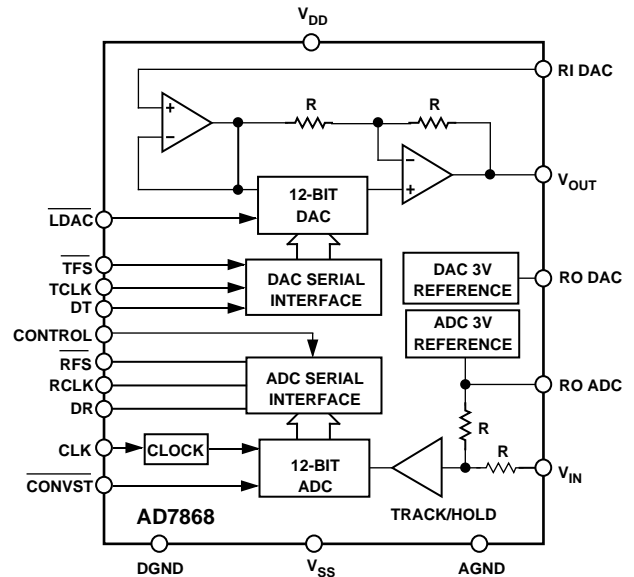 VDD
RI DAC
R
R
+
−
−
+
VOUT
12-BIT
DAC
LDAC
TFS
TCLK
DT
DAC SERIAL
INTERFACE
DAC 3V
REFERENCE
RO DAC
CONTROL
ADC 3V
REFERENCE
RFS
RCLK
DR
ADC SERIAL
INTERFACE
RO ADC
R
R
CLK
CLOCK
12-BIT
ADC
VIN
CONVST
AD7868
TRACK/HOLD
DGND
VSS
AGND